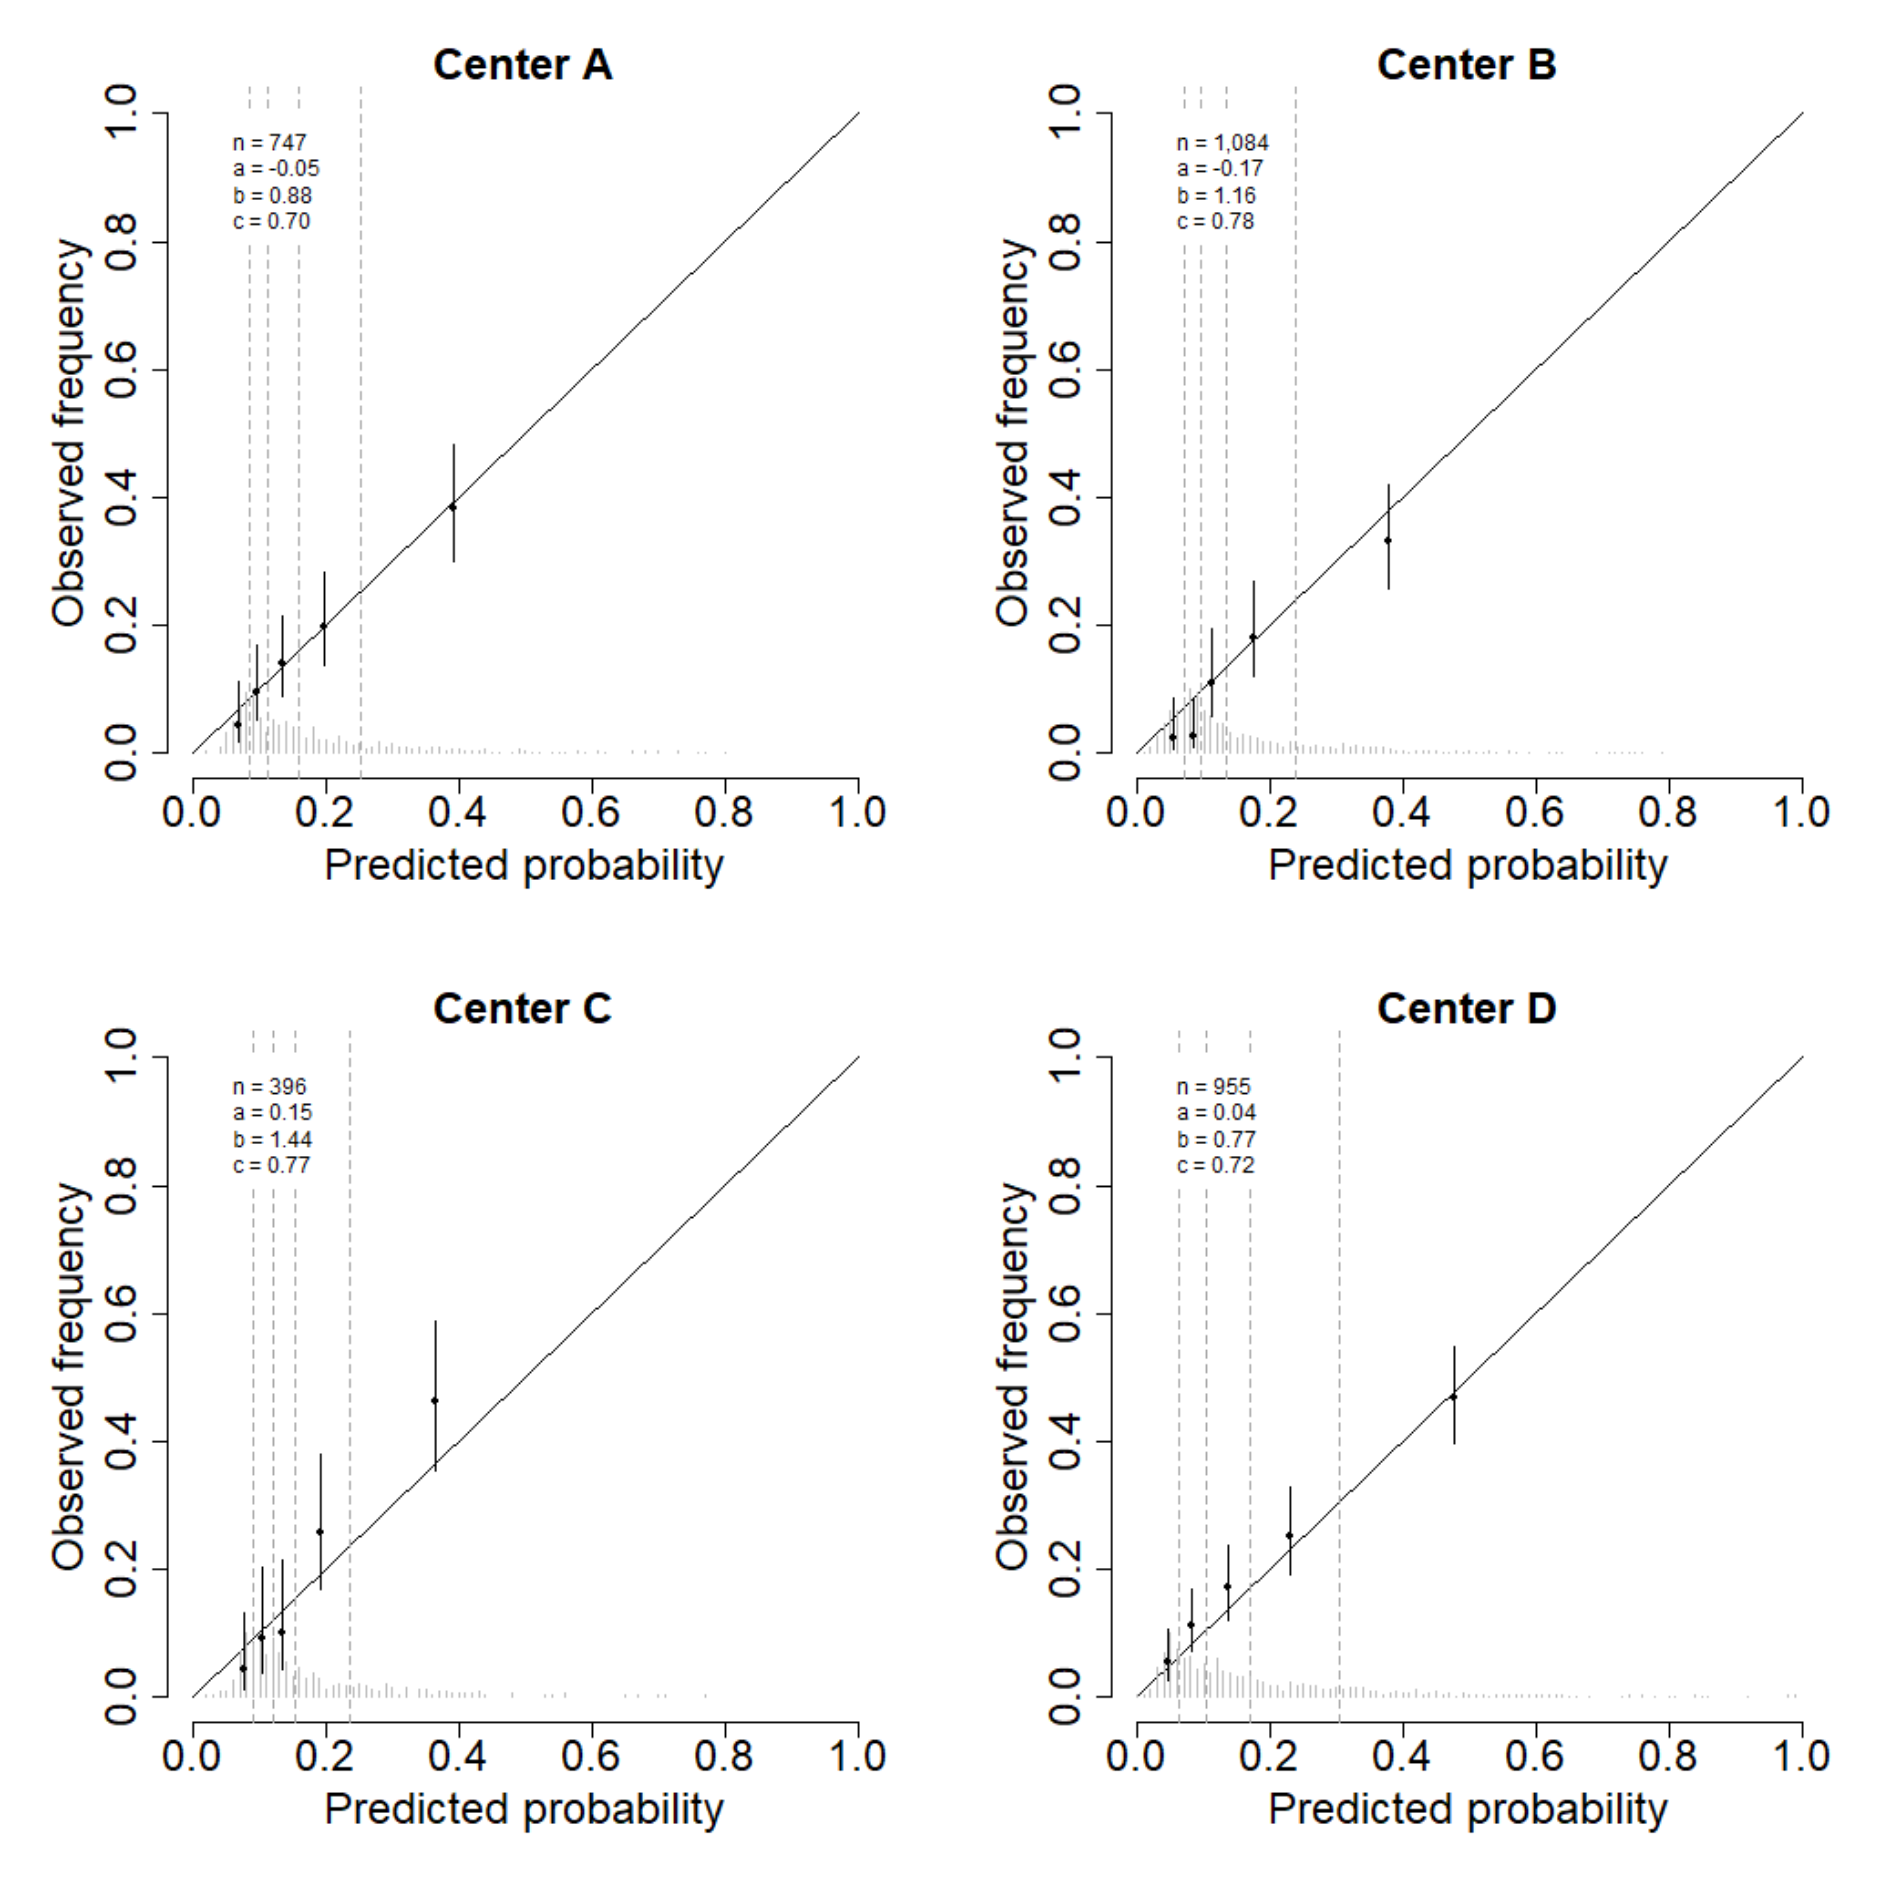 Center A
n = 747
a = -0.05
b = 0.88
c = 0.70
Observed frequency
0.0 0.2 0.4 0.6 0.8 1.0
0.0 0.2 0.4 0.6 0.8 1.0
Predicted probability
Center B
n = 1,084
a = -0.17
b = 1.16
c = 0.78
Observed frequency
0.0 0.2 0.4 0.6 0.8 1.0
0.0 0.2 0.4 0.6 0.8 1.0
Predicted probability
Center C
n = 396
a = 0.15
b = 1.44
c = 0.77
Observed frequency
0.0 0.2 0.4 0.6 0.8 1.0
0.0 0.2 0.4 0.6 0.8 1.0
Predicted probability
Center D
n = 955
a = 0.04
b = 0.77
c = 0.72
Observed frequency
0.0 0.2 0.4 0.6 0.8 1.0
0.0 0.2 0.4 0.6 0.8 1.0
Predicted probability